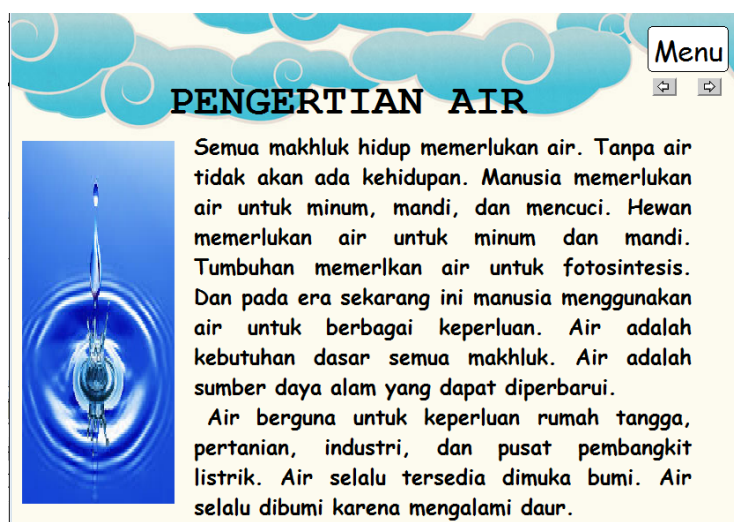 Menu
PENGERTIAN AIR
Semua makhluk hidup memerlukan air. Tanpa air
tidak akan ada kehidupan. Manusia memerlukan
air untuk minum, mandi, dan mencuci. Hewan
memerlukan air untuk minum dan mandi.
Tumbuhan memerlkan air untuk fotosintesis.
Dan pada era sekarang ini manusia menggunakan
air untuk berbagai keperluan. Air adalah
kebutuhan dasar semua makhluk. Air adalah
sumber daya alam yang dapat diperbarui.
Air berguna untuk keperluan rumah tangga,
pertanian, industri, dan pusat pembangkit
listrik. Air selalu tersedia dimuka bumi. Air
selalu dibumi karena mengalami daur.